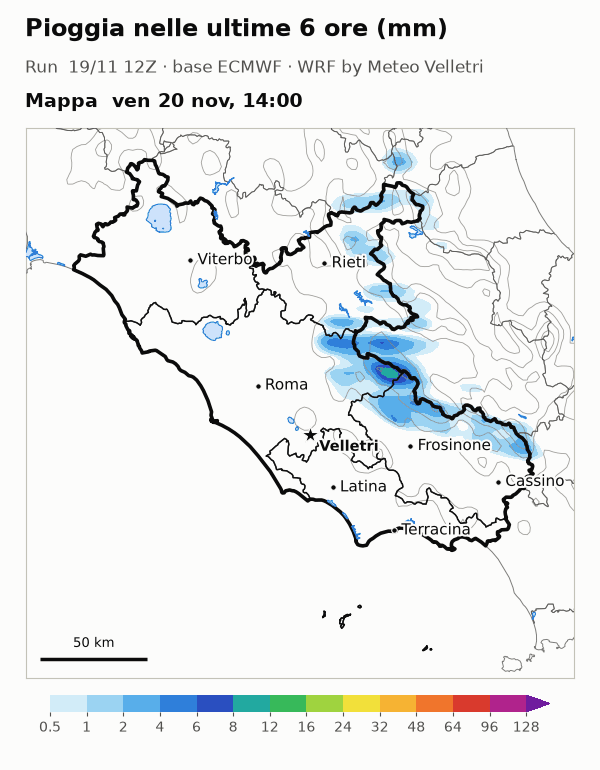 Pioggia nelle ultime 6 ore (mm)
Run  19/11 12Z · base ECMWF · WRF by Meteo Velletri
Mappa  ven 20 nov, 14:00
Viterbo
Rieti
Roma
Velletri
Frosinone
Latina
Cassino
Terracina
50 km
0.5 1 2 4 6 8 12 16 24 32 48 64 96 128